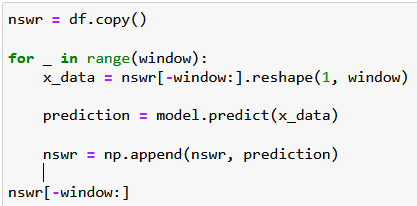 nswr = df.copy()
for _ in range(window):
    x_data = nswr[-window:].reshape(1, window)
    prediction = model.predict(x_data)
    nswr = np.append(nswr, prediction)
nswr[-window:]